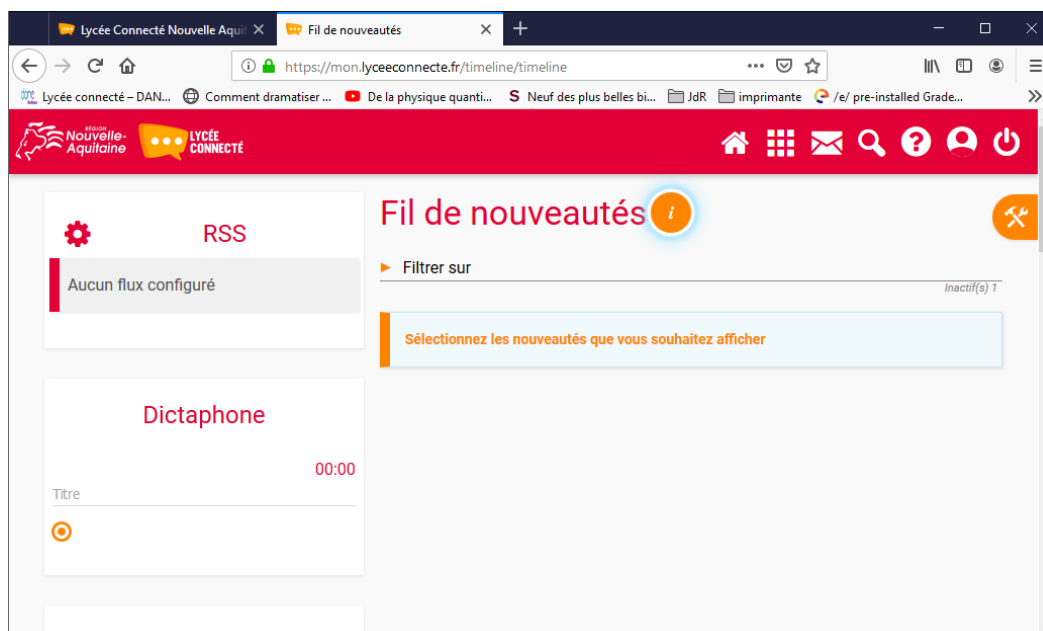 Lycée Connecté Nouvelle Aqui
Fil de nouveautés
https://mon.lyceeconnecte.fr/timeline/timeline
Lycée connecté – DAN... Comment dramatiser ... De la physique quanti... S Neuf des plus belles bi... JdR imprimante /e/ pre-installed Grade...
RÉGION
Nouvelle-
Aquitaine
LYCÉE
CONNECTÉ
RSS
Aucun flux configuré
Dictaphone
00:00
Titre
Fil de nouveautés i
Filtrer sur
Inactif(s) 1
Sélectionnez les nouveautés que vous souhaitez afficher